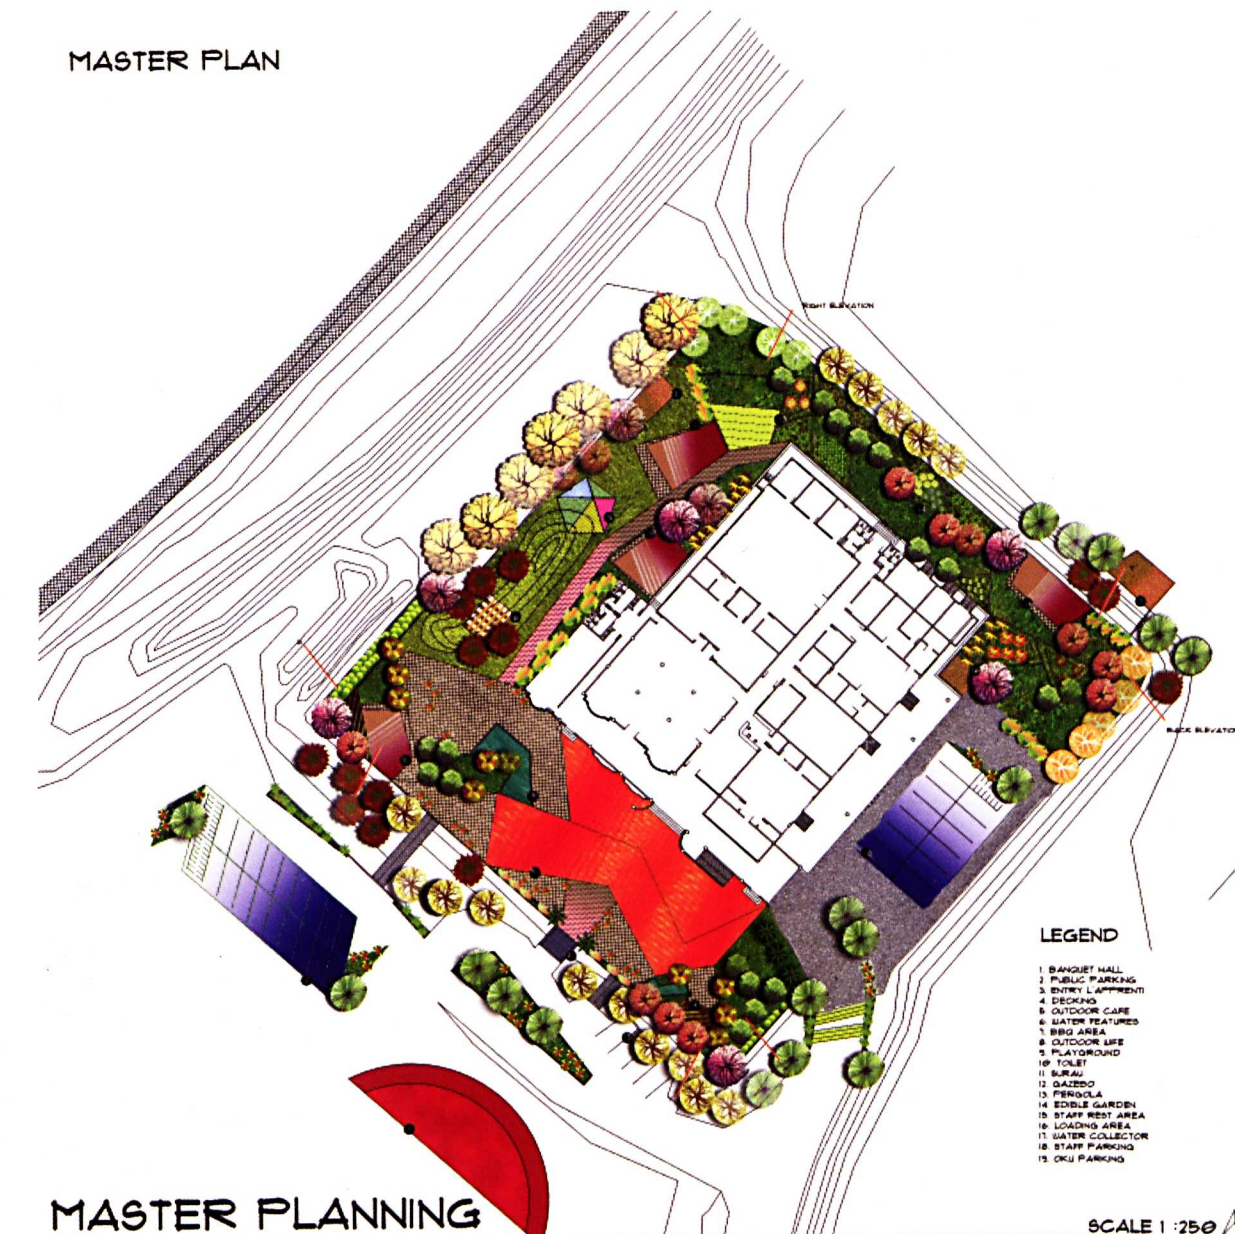 MASTER PLAN
RIGHT ELEVATION
BACK ELEVATIO
LEGEND
1. BANQUET HALL
2. PUBLIC PARKING
3. ENTRY L'APPRENTI
4. DECKING
5. OUTDOOR CAFE
6. WATER FEATURES
7. BBQ AREA
8. OUTDOOR LIFE
9. PLAYGROUND
10. TOILET
11. SURAU
12. GAZEBO
13. PERGOLA
14. EDIBLE GARDEN
15. STAFF REST AREA
16. LOADING AREA
17. WATER COLLECTOR
18. STAFF PARKING
19. OKU PARKING
MASTER PLANNING
SCALE 1 :250